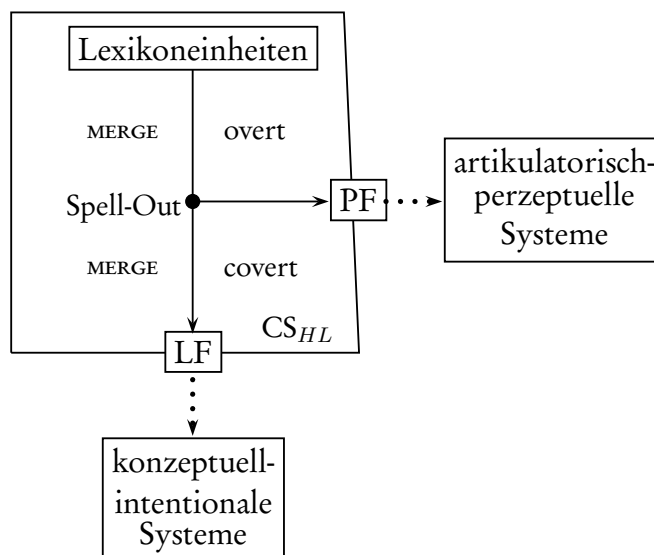 Lexikoneinheiten
MERGE overt
artikulatorisch-
perzeptuelle
Systeme
Spell-Out
PF
MERGE covert
CS_HL
LF
konzeptuell-
intentionale
Systeme